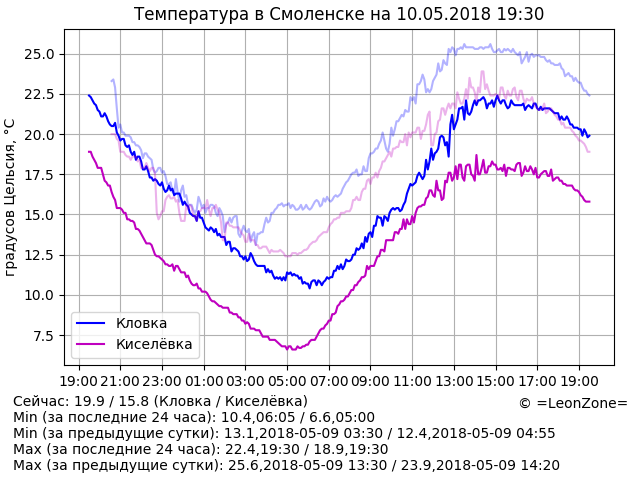 Температура в Смоленске на 10.05.2018 19:30
градусов Цельсия, °C
25.0
22.5
20.0
17.5
15.0
12.5
10.0
7.5
Кловка
Киселёвка
19:00 21:00 23:00 01:00 03:00 05:00 07:00 09:00 11:00 13:00 15:00 17:00 19:00
Сейчас: 19.9 / 15.8 (Кловка / Киселёвка)
© =LeonZone=
Min (за последние 24 часа): 10.4,06:05 / 6.6,05:00
Min (за предыдущие сутки): 13.1,2018-05-09 03:30 / 12.4,2018-05-09 04:55
Max (за последние 24 часа): 22.4,19:30 / 18.9,19:30
Max (за предыдущие сутки): 25.6,2018-05-09 13:30 / 23.9,2018-05-09 14:20